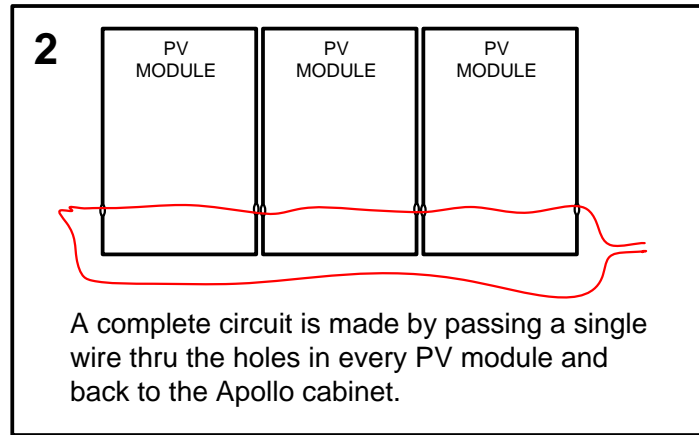 2
PV
MODULE
PV
MODULE
PV
MODULE
A complete circuit is made by passing a single
wire thru the holes in every PV module and
back to the Apollo cabinet.